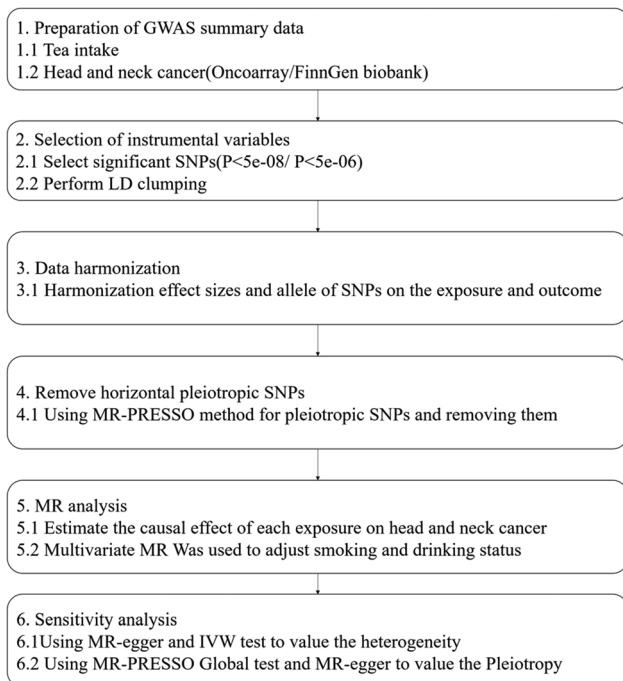 1. Preparation of GWAS summary data
1.1 Tea intake
1.2 Head and neck cancer(Oncoarray/FinnGen biobank)
2. Selection of instrumental variables
2.1 Select significant SNPs(P<5e-08/ P<5e-06)
2.2 Perform LD clumping
3. Data harmonization
3.1 Harmonization effect sizes and allele of SNPs on the exposure and outcome
4. Remove horizontal pleiotropic SNPs
4.1 Using MR-PRESSO method for pleiotropic SNPs and removing them
5. MR analysis
5.1 Estimate the causal effect of each exposure on head and neck cancer
5.2 Multivariate MR Was used to adjust smoking and drinking status
6. Sensitivity analysis
6.1Using MR-egger and IVW test to value the heterogeneity
6.2 Using MR-PRESSO Global test and MR-egger to value the Pleiotropy